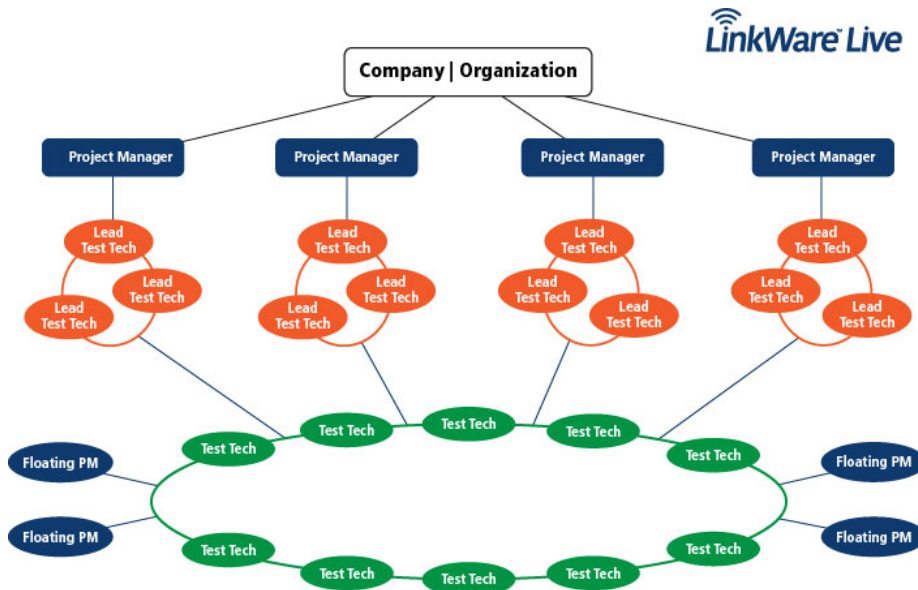 LinkWare™ Live
Company | Organization
Project Manager
Project Manager
Project Manager
Project Manager
Lead
Test Tech
Lead
Test Tech
Lead
Test Tech
Lead
Test Tech
Lead
Test Tech
Lead
Test Tech
Lead
Test Tech
Lead
Test Tech
Lead
Test Tech
Lead
Test Tech
Lead
Test Tech
Lead
Test Tech
Test Tech
Test Tech
Test Tech
Test Tech
Test Tech
Floating PM
Floating PM
Floating PM
Floating PM
Test Tech
Test Tech
Test Tech
Test Tech
Test Tech